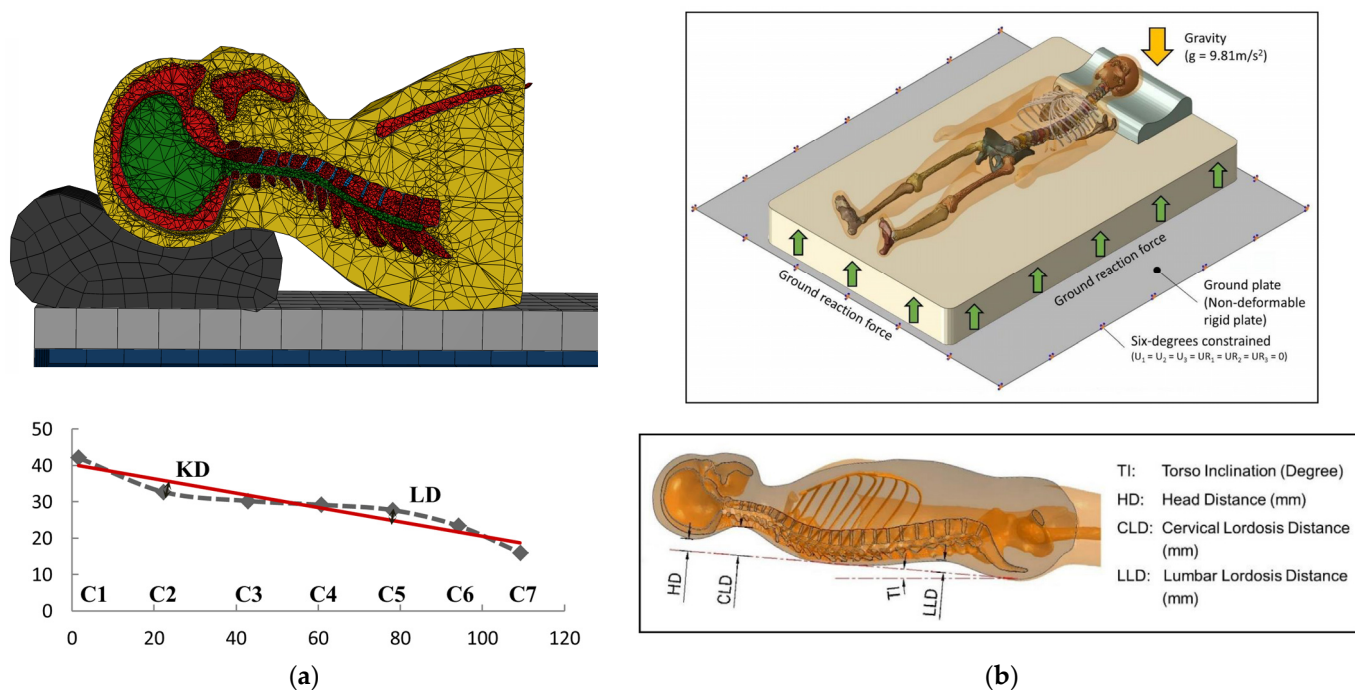 Gravity
(g = 9.81m/s²)
Ground reaction force
Ground reaction force
Ground plate
(Non-deformable
rigid plate)
Six-degrees constrained
(U₁ = U₂ = U₃ = UR₁ = UR₂ = UR₃ = 0)
50
40
30
20
10
0
KD
LD
C1 C2 C3 C4 C5 C6 C7
0 20 40 60 80 100 120
(a)
HD
CLD
TI
LLD
TI: Torso Inclination (Degree)
HD: Head Distance (mm)
CLD: Cervical Lordosis Distance
(mm)
LLD: Lumbar Lordosis Distance
(mm)
(b)